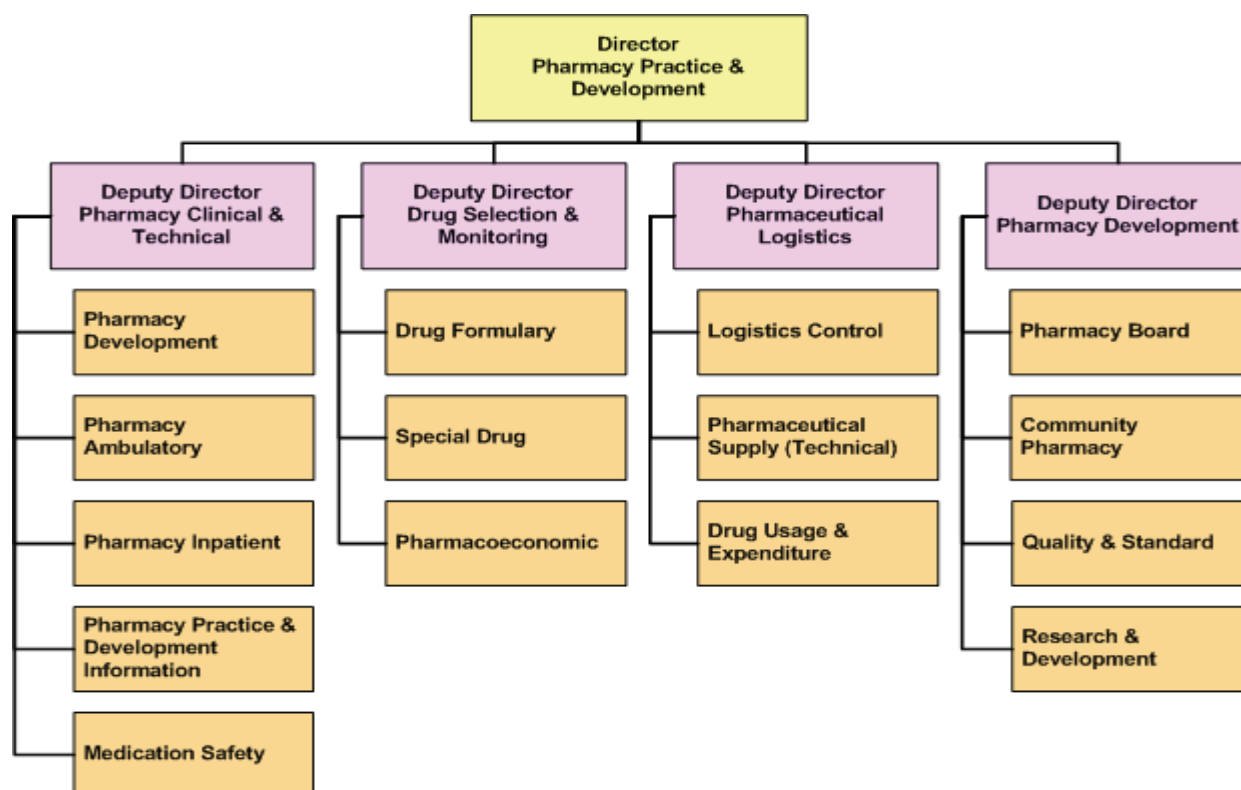 Director
Pharmacy Practice &
Development
Deputy Director
Pharmacy Clinical &
Technical
Deputy Director
Drug Selection &
Monitoring
Deputy Director
Pharmaceutical
Logistics
Deputy Director
Pharmacy Development
Pharmacy
Development
Drug Formulary
Logistics Control
Pharmacy Board
Pharmacy
Ambulatory
Special Drug
Pharmaceutical
Supply (Technical)
Community
Pharmacy
Pharmacy Inpatient
Pharmacoeconomic
Drug Usage &
Expenditure
Quality & Standard
Pharmacy Practice &
Development
Information
Research &
Development
Medication Safety